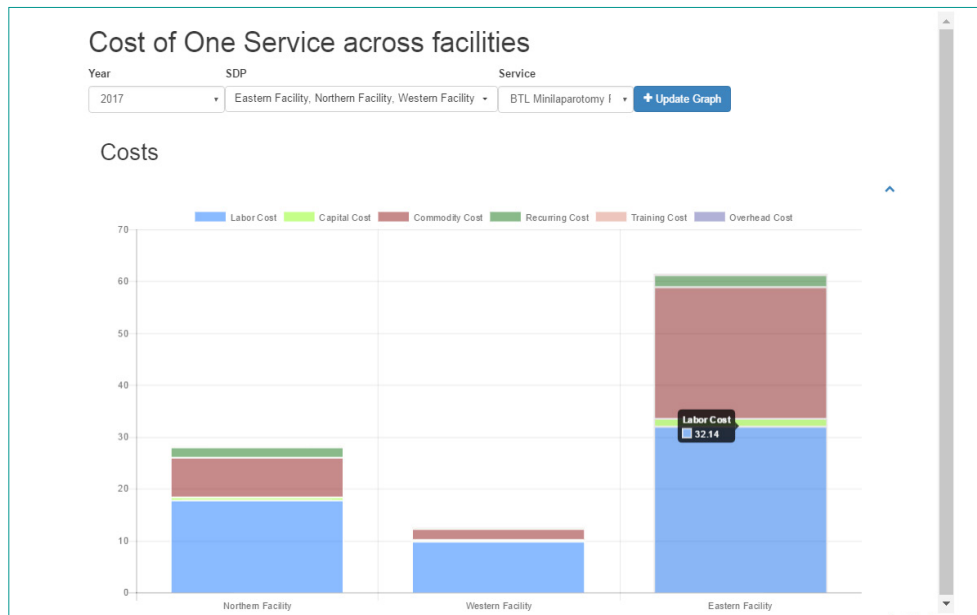 Cost of One Service across facilities
Year SDP Service
2017 Eastern Facility, Northern Facility, Western Facility BTL Minilaparotomy Update Graph
Costs
Labor Cost Capital Cost Commodity Cost Recurring Cost Training Cost Overhead Cost
70
60
50
40
30
20
10
0
Labor Cost
32.14
Northern Facility Western Facility Eastern Facility